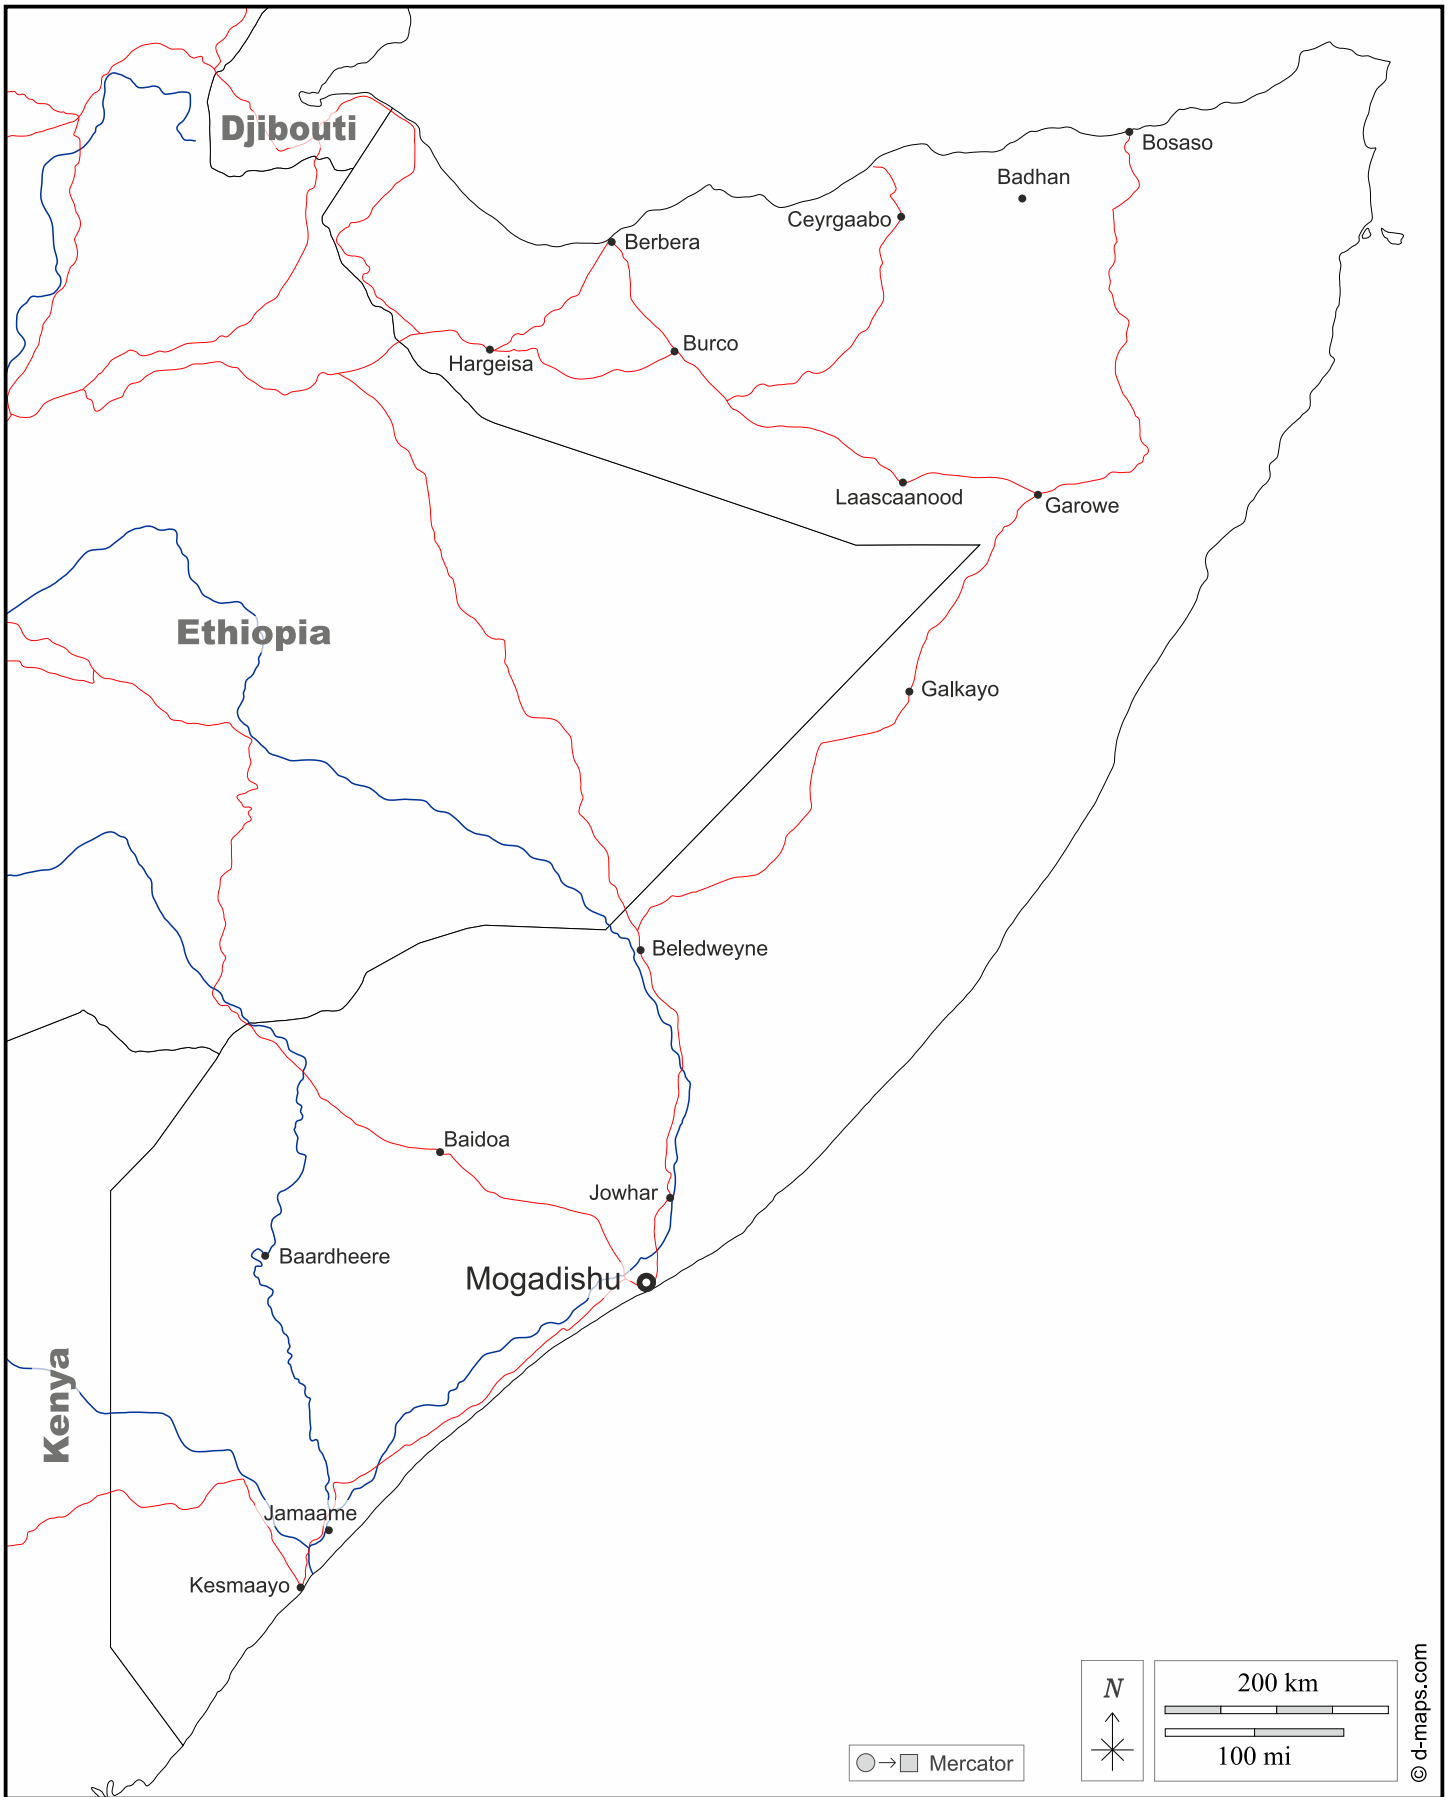 Djibouti
Bosaso
Badhan
Ceyrgaabo
Berbera
Burco
Hargeisa
Laascaanood
Garowe
Ethiopia
Galkayo
Beledweyne
Baidoa
Jowhar
Baardheere
Mogadishu
Kenya
Jamaame
Kesmaayo
N
200 km
100 mi
Mercator
© d-maps.com